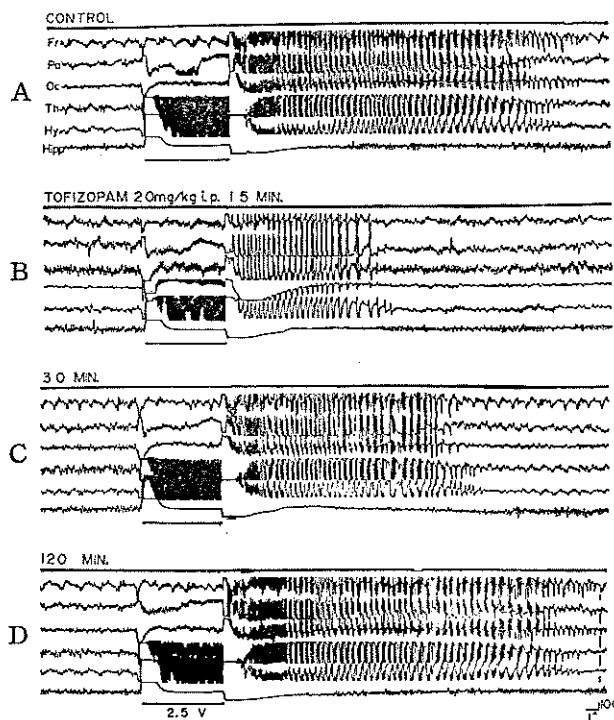 CONTROL
Fr
Pa
Oc
Th
Hy
Hipp
A
TOFIZOPAM 20mg/kg i.p. 15 MIN.
B
30 MIN.
C
120 MIN.
D
2.5 V